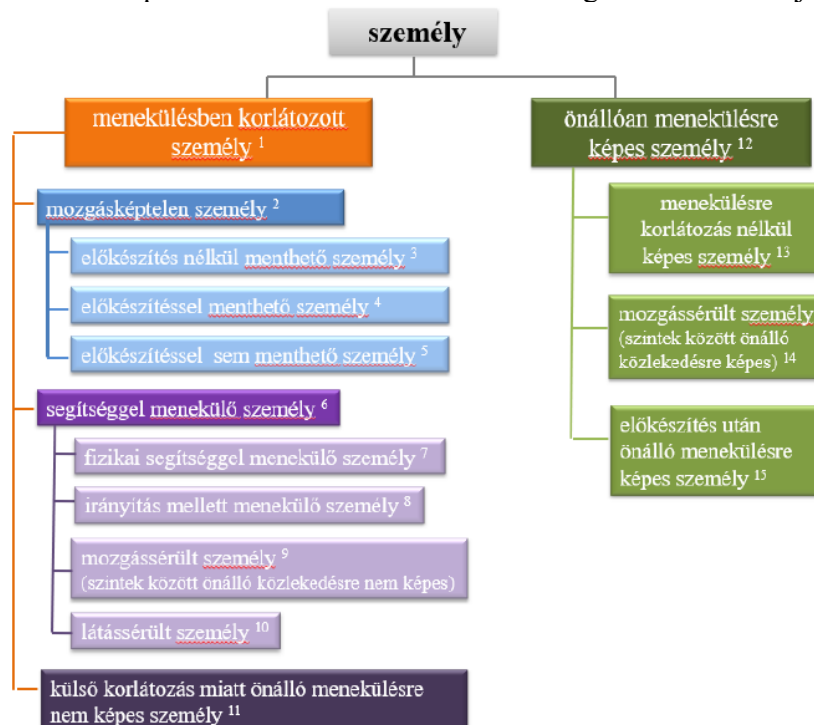 személy
menekülésben korlátozott
személy 1
mozgásképtelen személy 2
előkészítés nélkül menthető személy 3
előkészítéssel menthető személy 4
előkészítéssel sem menthető személy 5
segítséggel menekülő személy 6
fizikai segítséggel menekülő személy 7
irányítás mellett menekülő személy 8
mozgássérült személy 9
(szintek között önálló közlekedésre nem képes)
látássérült személy 10
külső korlátozás miatt önálló menekülésre
nem képes személy 11
önállóan menekülésre
képes személy 12
menekülésre
korlátozás nélkül
képes személy 13
mozgássérült személy
(szintek között önálló
közlekedésre képes) 14
előkészítés után
önálló menekülésre
képes személy 15